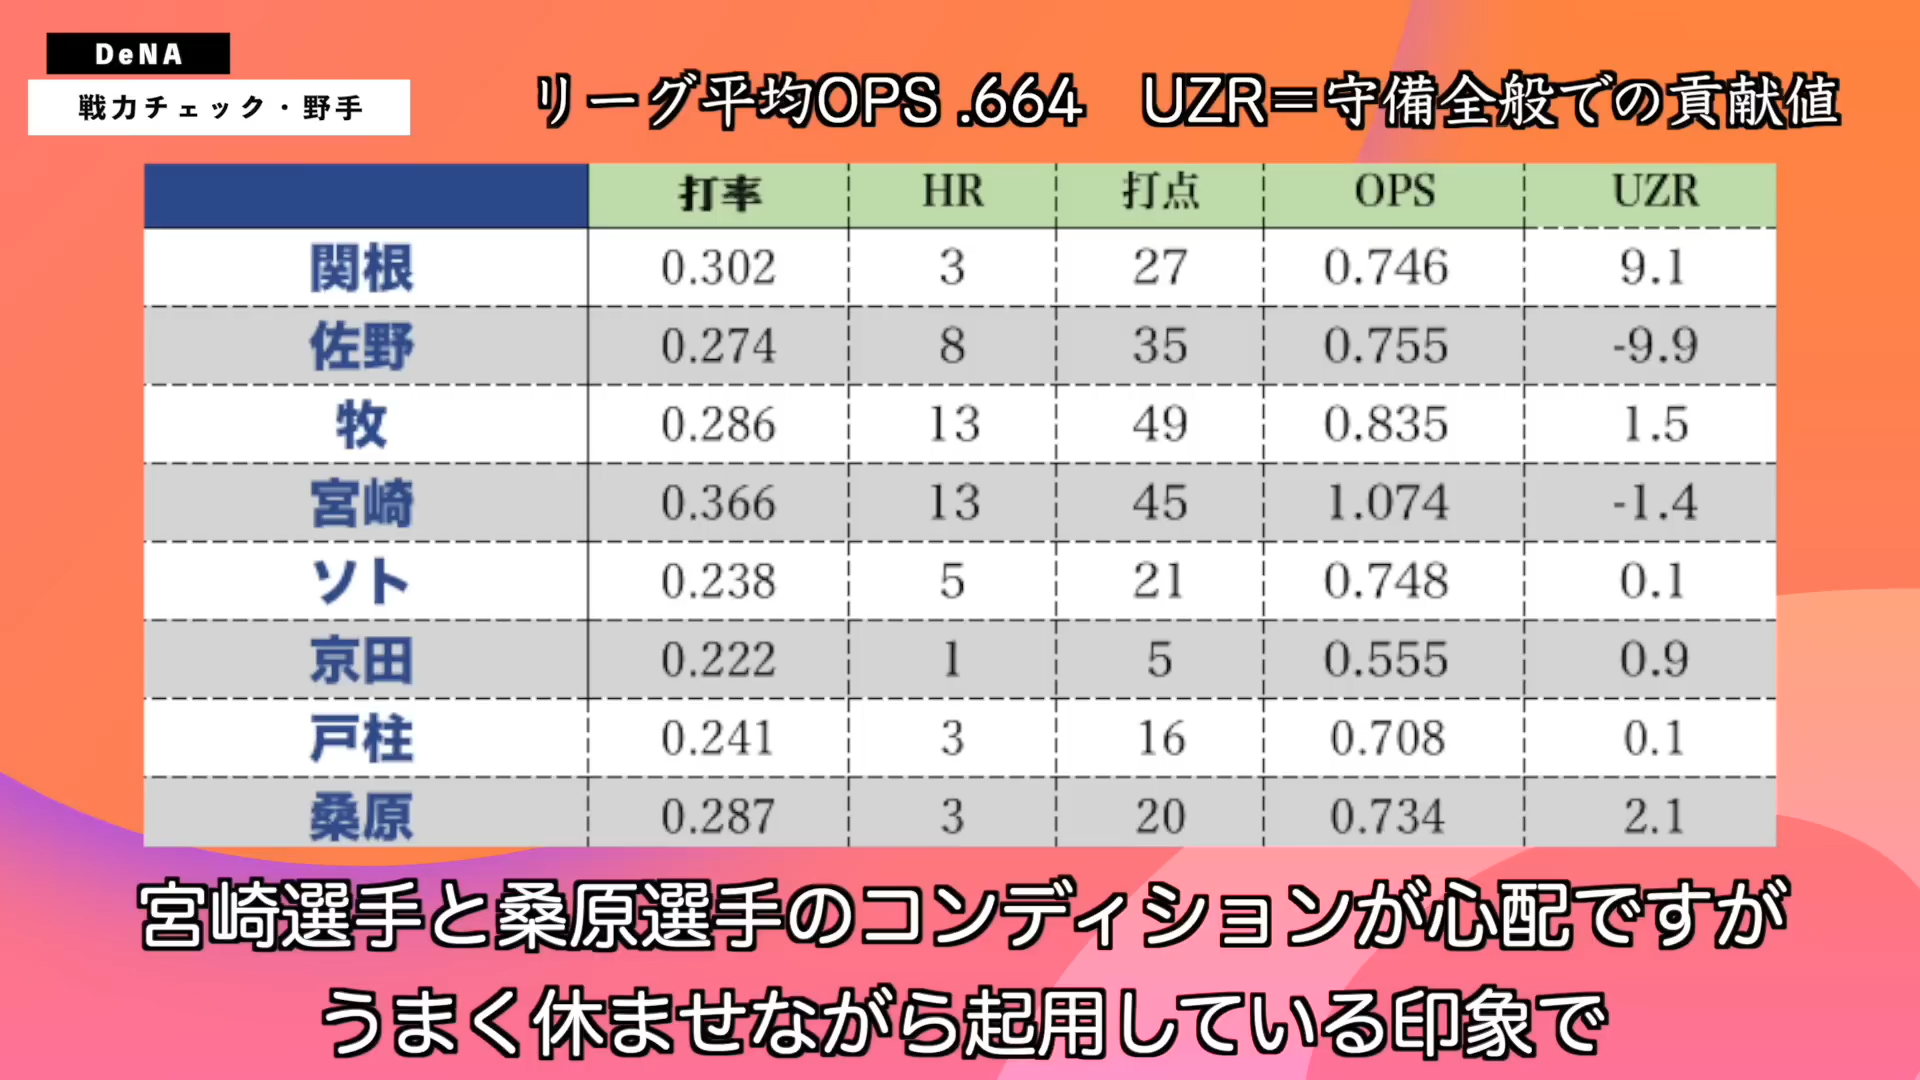 DeNA
戦力チェック・野手
リーグ平均OPS .664　UZR＝守備全般での貢献値
打率 HR 打点 OPS UZR
関根 0.302 3 27 0.746 9.1
佐野 0.274 8 35 0.755 -9.9
牧 0.286 13 49 0.835 1.5
宮崎 0.366 13 45 1.074 -1.4
ソト 0.238 5 21 0.748 0.1
京田 0.222 1 5 0.555 0.9
戸柱 0.241 3 16 0.708 0.1
桑原 0.287 3 20 0.734 2.1
宮崎選手と桑原選手のコンディションが心配ですが
うまく休ませながら起用している印象で